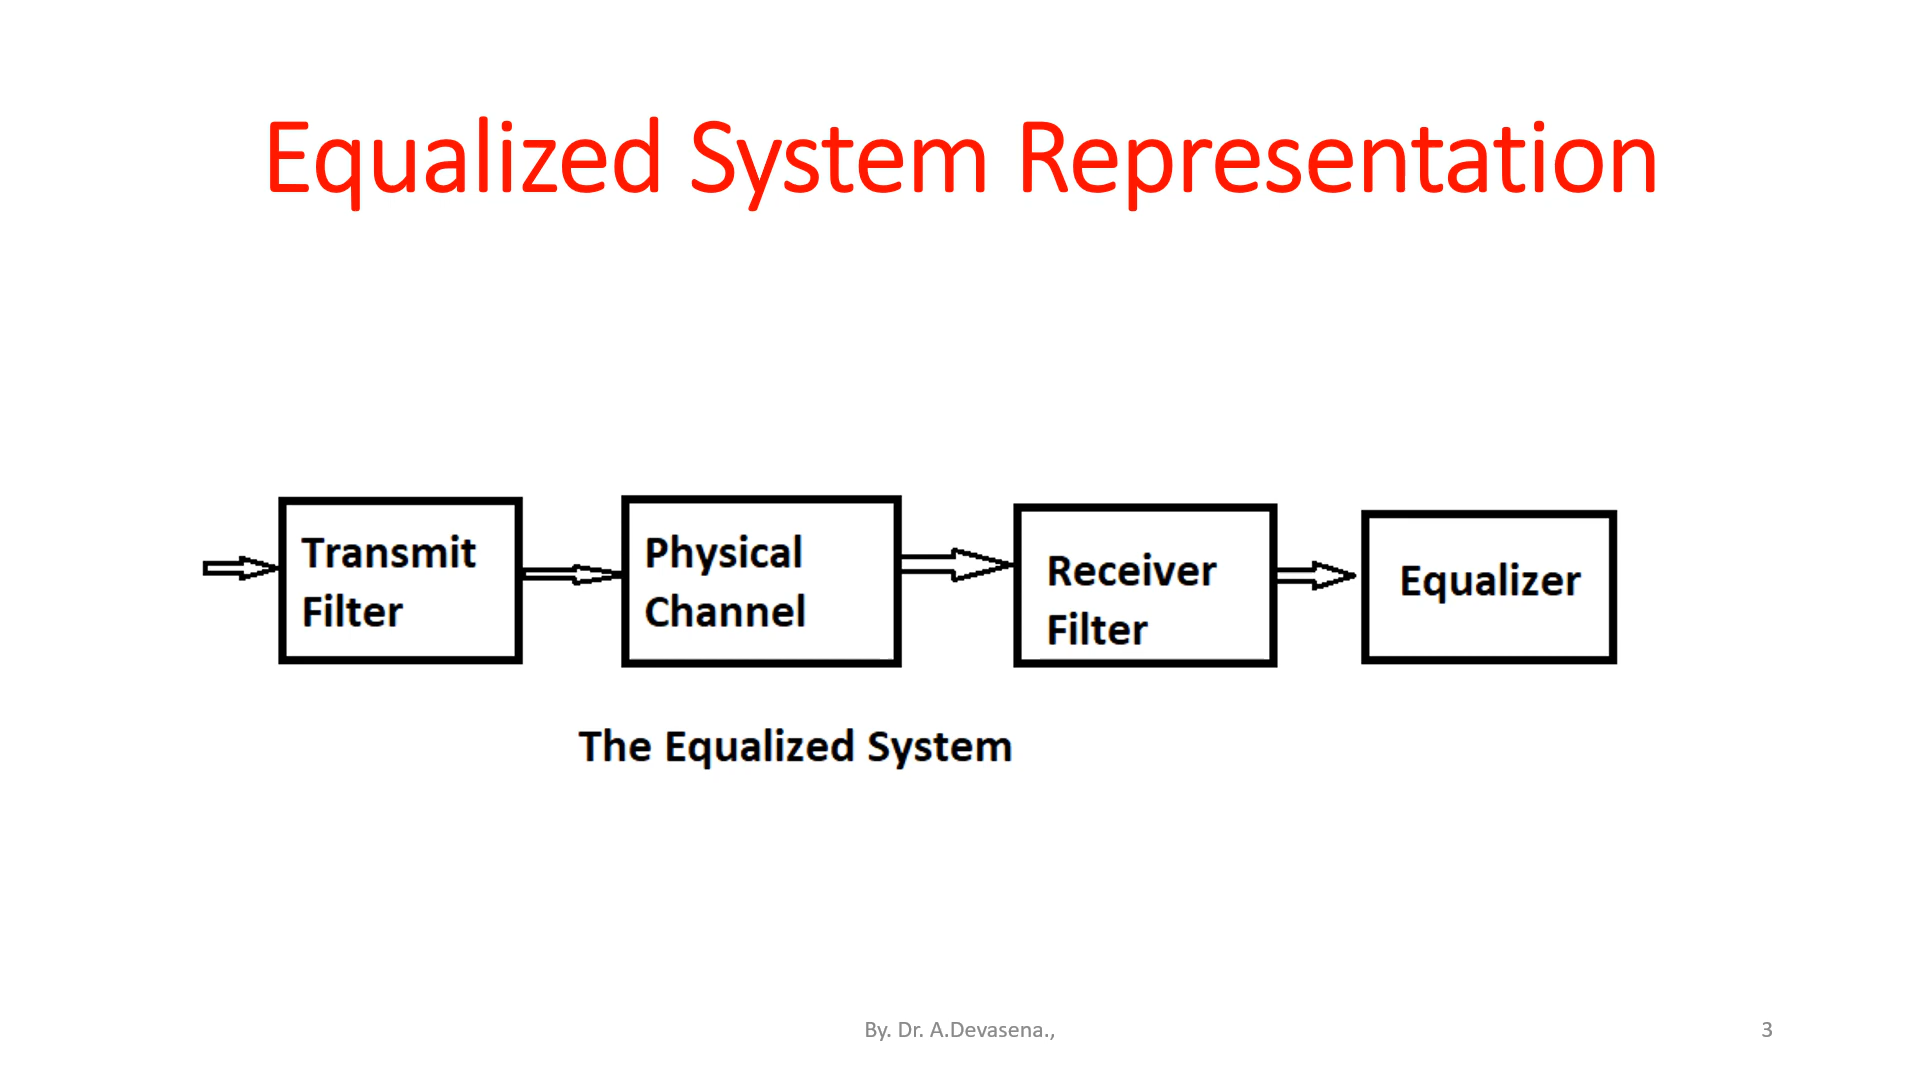 Equalized System Representation
Transmit
Filter
Physical
Channel
Receiver
Filter
Equalizer
The Equalized System
By. Dr. A.Devasena.,
3